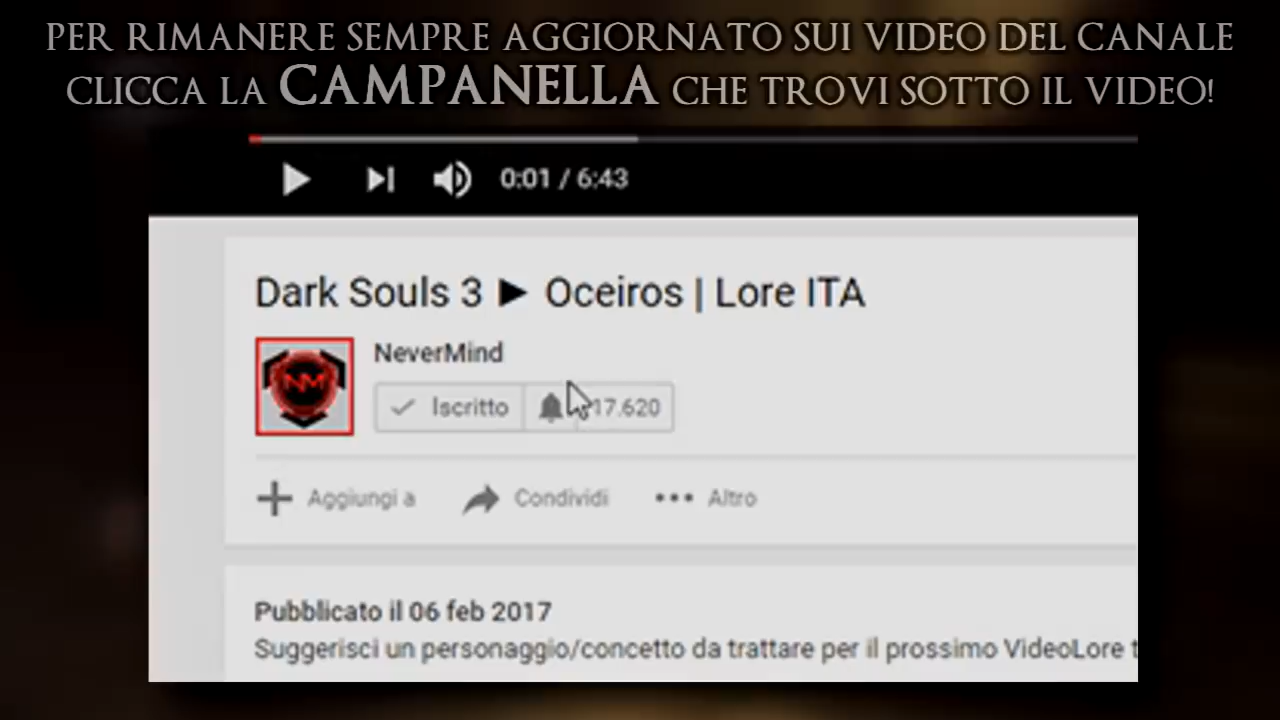 PER RIMANERE SEMPRE AGGIORNATO SUI VIDEO DEL CANALE
CLICCA LA CAMPANELLA CHE TROVI SOTTO IL VIDEO!
0:01 / 6:43
Dark Souls 3 ► Oceiros | Lore ITA
NM
NeverMind
Iscritto 17.620
Aggiungi a Condividi ••• Altro
Pubblicato il 06 feb 2017
Suggerisci un personaggio/concetto da trattare per il prossimo VideoLore t